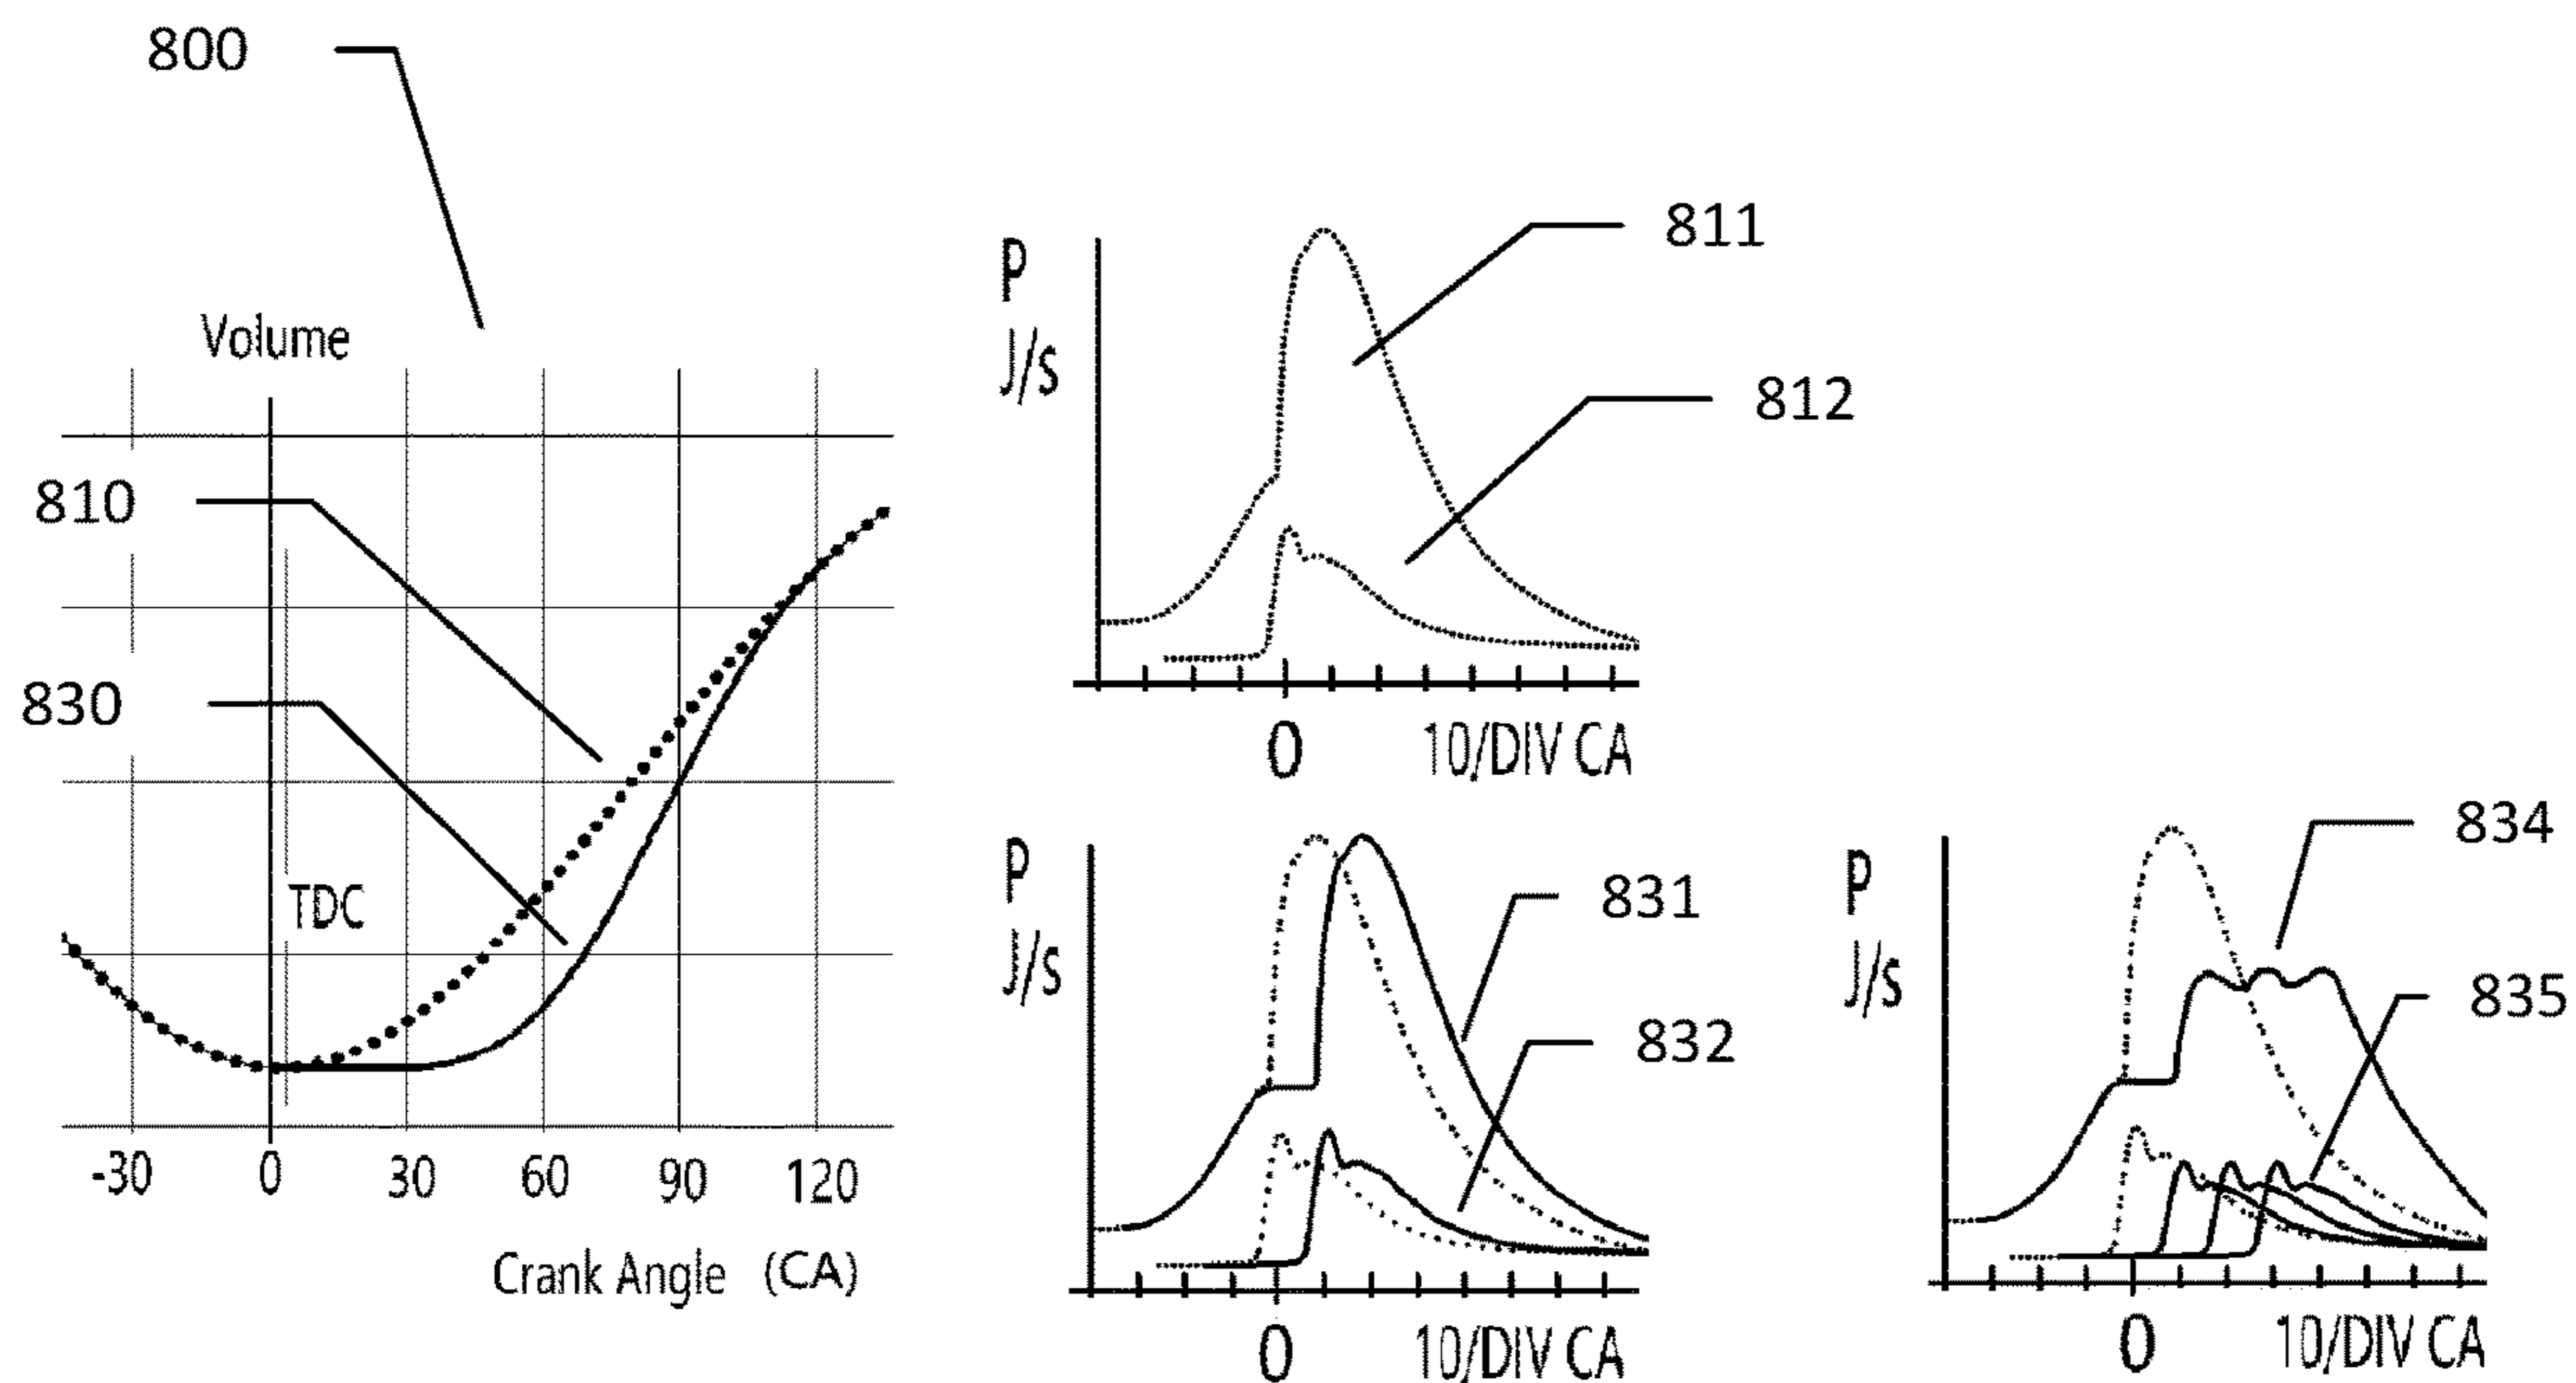 800
Volume
810
830
TDC
-30 0 30 60 90 120
Crank Angle (CA)
P
J/s
811
812
0 10/DIV CA
P
J/s
831
832
0 10/DIV CA
P
J/s
834
835
0 10/DIV CA